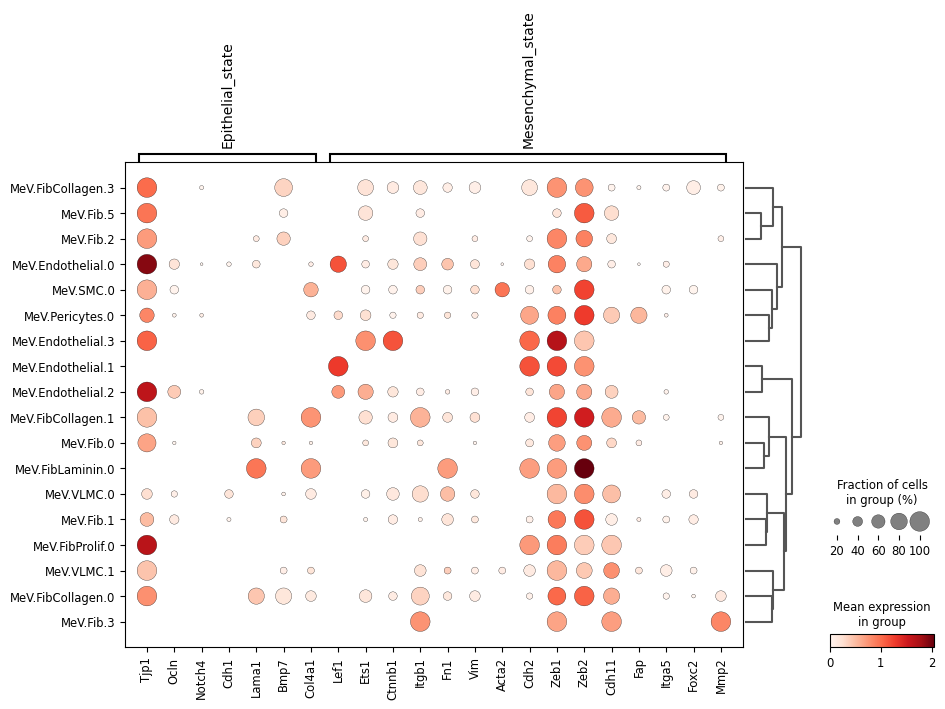 Epithelial_state
Mesenchymal_state
MeV.FibCollagen.3
MeV.Fib.5
MeV.Fib.2
MeV.Endothelial.0
MeV.SMC.0
MeV.Pericytes.0
MeV.Endothelial.3
MeV.Endothelial.1
MeV.Endothelial.2
MeV.FibCollagen.1
MeV.Fib.0
MeV.FibLaminin.0
MeV.VLMC.0
MeV.Fib.1
MeV.FibProlif.0
MeV.VLMC.1
MeV.FibCollagen.0
MeV.Fib.3
Tjp1
Ocln
Notch4
Cdh1
Lama1
Bmp7
Col4a1
Lef1
Ets1
Ctnnb1
Itgb1
Fn1
Vim
Acta2
Cdh2
Zeb1
Zeb2
Cdh11
Fap
Itga5
Foxc2
Mmp2
Fraction of cells
in group (%)
20 40 60 80 100
Mean expression
in group
0 1 2